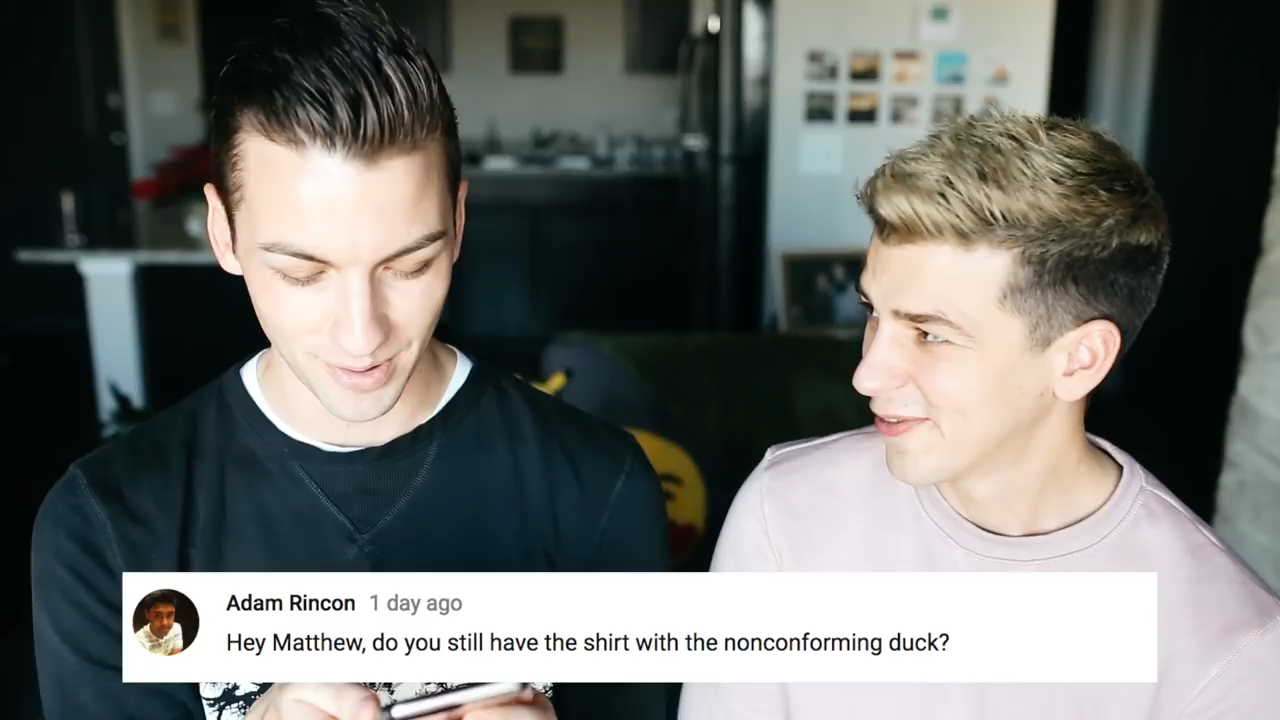 Adam Rincon 1 day ago
Hey Matthew, do you still have the shirt with the nonconforming duck?